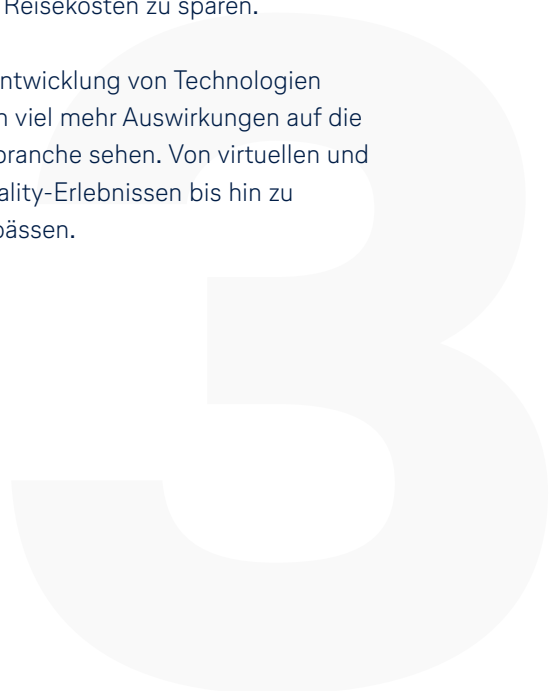 Reisekosten zu sparen.
ntwicklung von Technologien
n viel mehr Auswirkungen auf die
branche sehen. Von virtuellen und
ality-Erlebnissen bis hin zu
pässen.
3